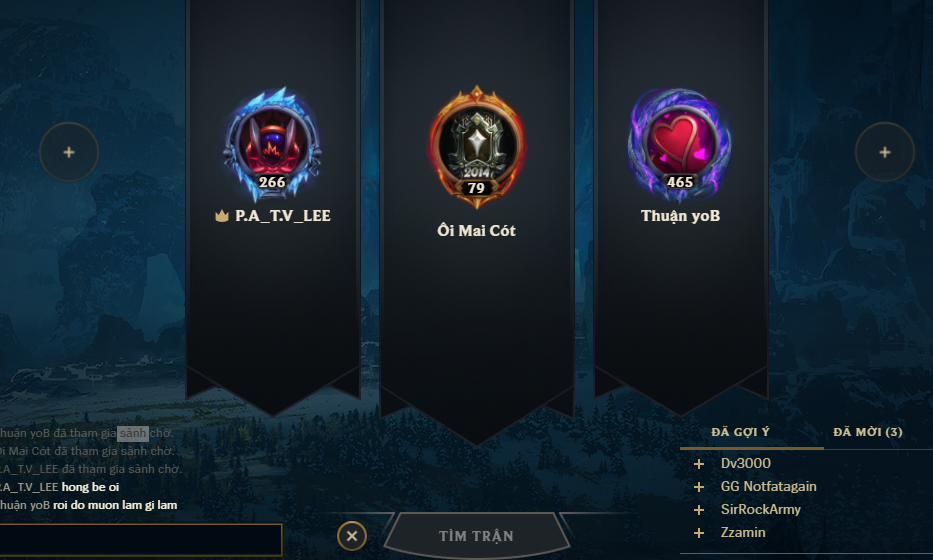 266
2014
79
465
P.A_T.V_LEE
Ôi Mai Cót
Thuận yoB
huận yoB đã tham gia sảnh chờ.
Ôi Mai Cót đã tham gia sảnh chờ.
P.A_T.V_LEE đã tham gia sảnh chờ.
P.A_T.V_LEE hong be oi
huận yoB roi do muon lam gi lam
TÌM TRẬN
ĐÃ GỢI Ý
ĐÃ MỜI (3)
Dv3000
GG Notfatagain
SirRockArmy
Zzamin